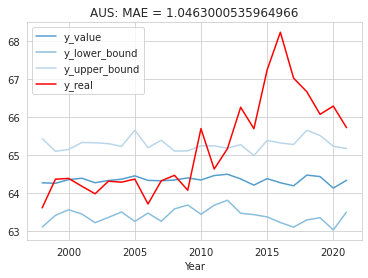 AUS: MAE = 1.0463000535964966
y_value
y_lower_bound
y_upper_bound
y_real
68
67
66
65
64
63
2000
2005
2010
2015
2020
Year